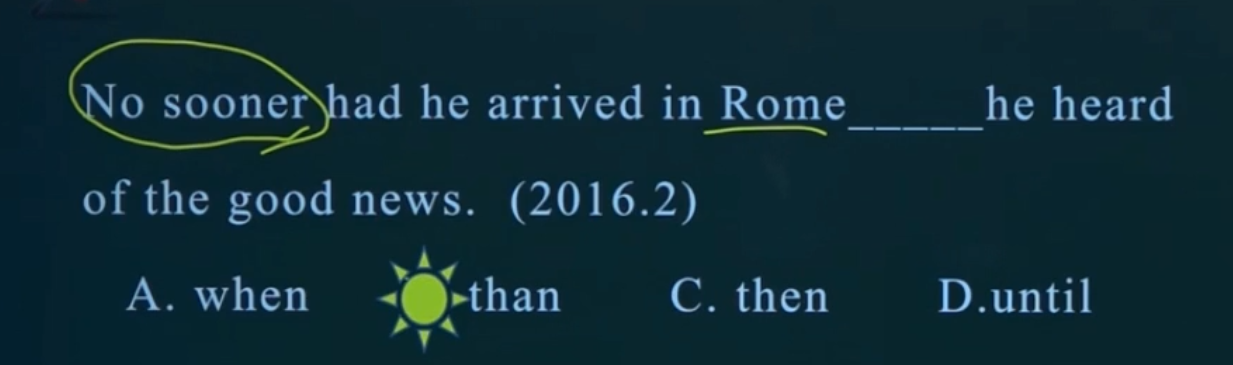 No sooner had he arrived in Rome_____he heard
of the good news. (2016.2)
A. when than C. then D.until